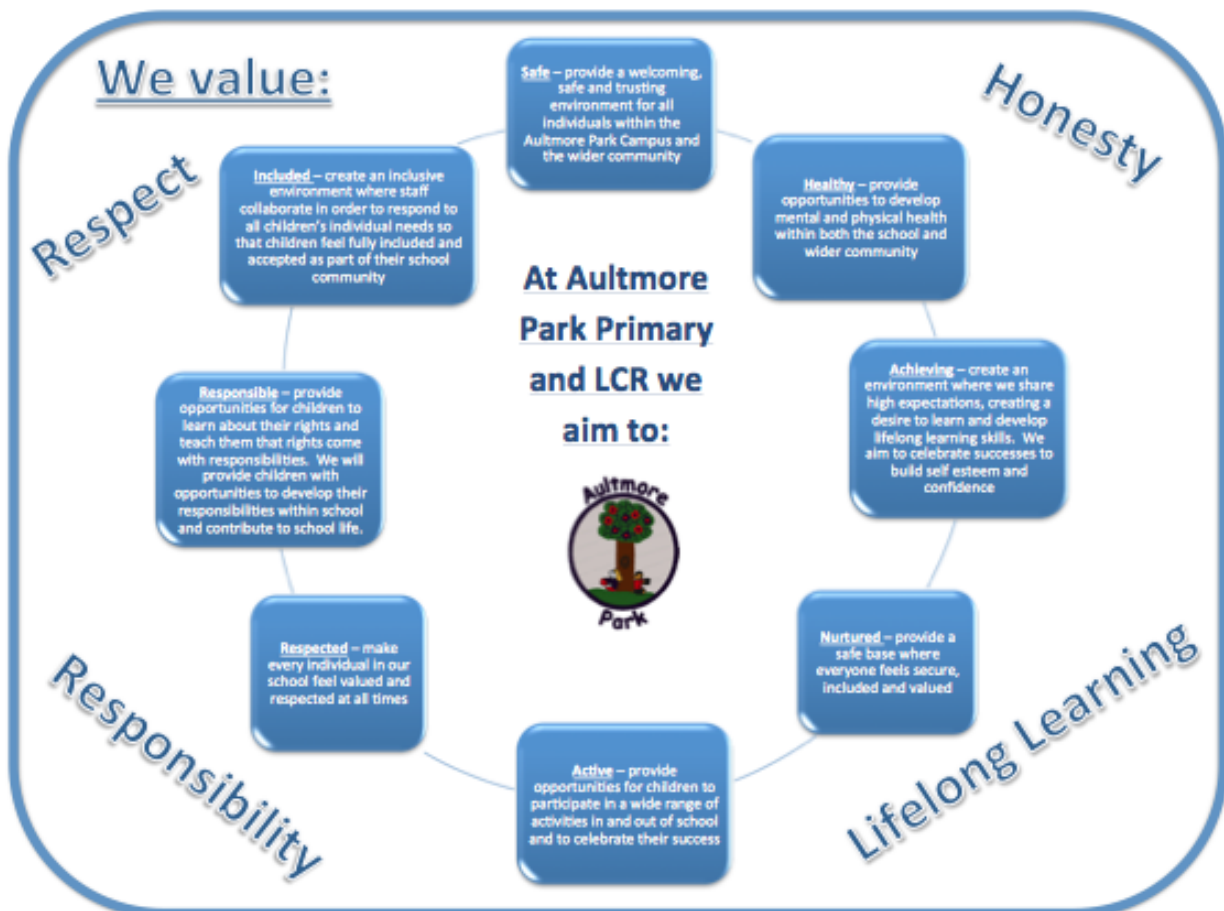 We value:
Respect
Honesty
Safe – provide a welcoming,
safe and trusting
environment for all
individuals within the
Aultmore Park Campus and
the wider community
Healthy – provide
opportunities to develop
mental and physical health
within both the school and
wider community
Achieving – create an
environment where we share
high expectations, creating a
desire to learn and develop
lifelong learning skills. We
aim to celebrate successes to
build self esteem and
confidence
Nurtured – provide a
safe base where
everyone feels secure,
included and valued
Active – provide
opportunities for children to
participate in a wide range of
activities in and out of school
and to celebrate their success
Respected – make
every individual in our
school feel valued and
respected at all times
Responsible – provide
opportunities for children to
learn about their rights and
teach them that rights come
with responsibilities. We will
provide children with
opportunities to develop their
responsibilities within school
and contribute to school life.
Included – create an inclusive
environment where staff
collaborate in order to respond to
all children's individual needs so
that children feel fully included and
accepted as part of their school
community
At Aultmore
Park Primary
and LCR we
aim to:
Aultmore
Park
Responsibility
Lifelong Learning